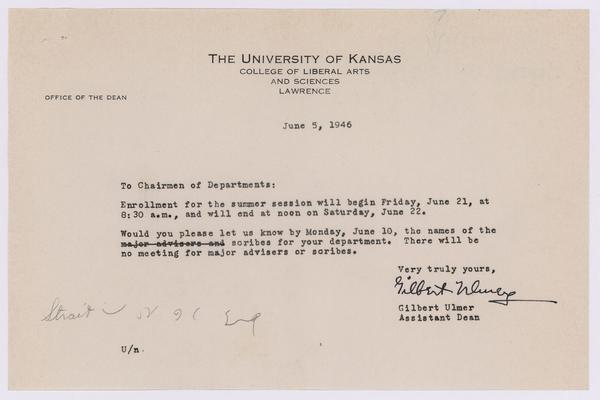 THE UNIVERSITY OF KANSAS
COLLEGE OF LIBERAL ARTS
AND SCIENCES
LAWRENCE
OFFICE OF THE DEAN
June 5, 1946
To Chairmen of Departments:
Enrollment for the summer session will begin Friday, June 21, at
8:30 a.m., and will end at noon on Saturday, June 22.
Would you please let us know by Monday, June 10, the names of the
major advisers and scribes for your department. There will be
no meeting for major advisers or scribes.
Very truly yours,
Gilbert Ulmer
Gilbert Ulmer
Assistant Dean
Strait
U/n.